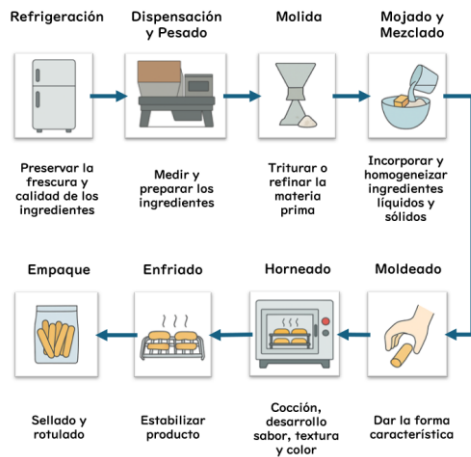 Refrigeración
Dispensación
y Pesado
Molida
Mojado y
Mezclado
Preservar la
frescura y
calidad de los
ingredientes
Medir y
preparar los
ingredientes
Triturar o
refinar la
materia
prima
Incorporar y
homogeneizar
ingredientes
líquidos y
sólidos
Empaque
Enfriado
Horneado
Moldeado
Sellado y
rotulado
Estabilizar
producto
Cocción,
desarrollo
sabor, textura
y color
Dar la forma
característica